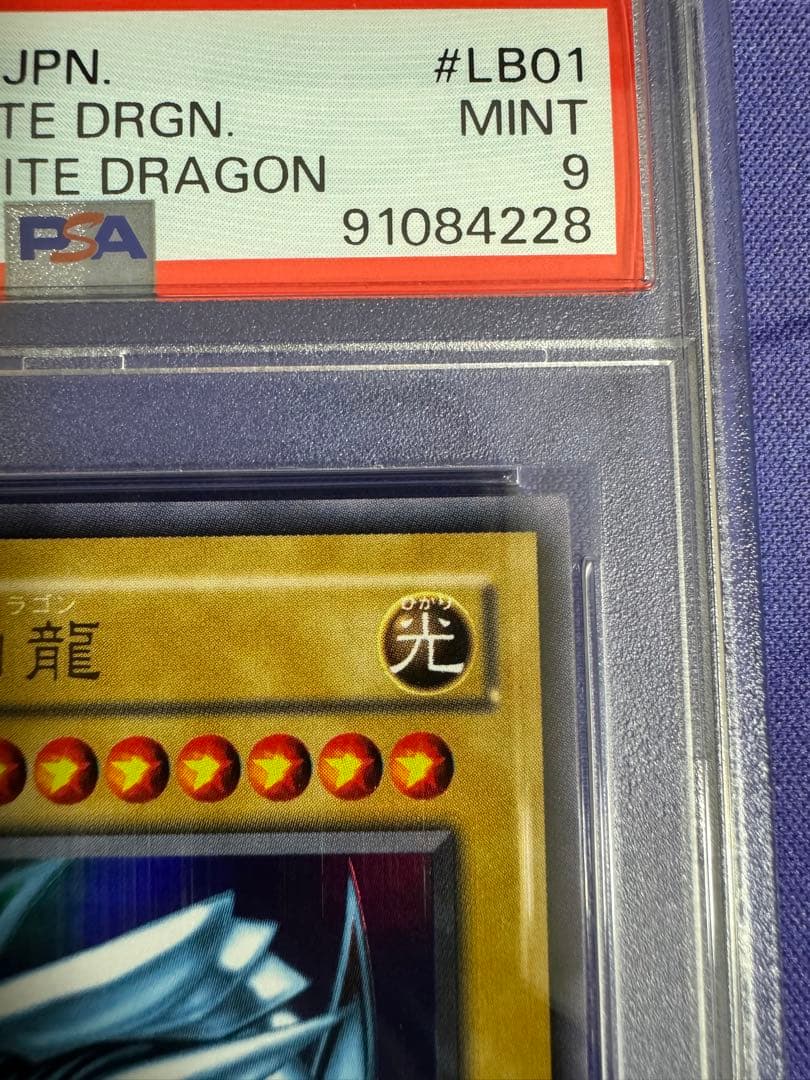 JPN. #LB01
TE DRGN. MINT
ITE DRAGON 9
PSA 91084228
ラゴン
龍
ひかり
光